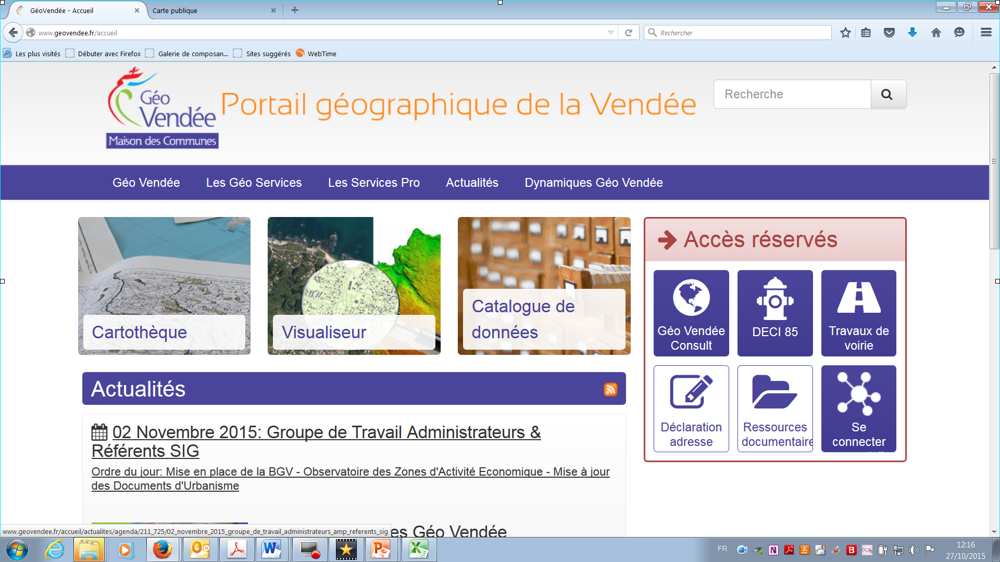 GéoVendée - Accueil
Carte publique
www.geovendee.fr/accueil
Rechercher
Les plus visités
Débuter avec Firefox
Galerie de composan...
Sites suggérés
WebTime
Géo
Vendée
Maison des Communes
Portail géographique de la Vendée
Recherche
Géo Vendée
Les Géo Services
Les Services Pro
Actualités
Dynamiques Géo Vendée
Cartothèque
Visualiseur
Catalogue de
données
Accès réservés
Géo Vendée
Consult
DECI 85
Travaux de
voirie
Déclaration
adresse
Ressources
documentaire
Se
connecter
Actualités
02 Novembre 2015: Groupe de Travail Administrateurs &
Référents SIG
Ordre du jour: Mise en place de la BGV - Observatoire des Zones d'Activité Economique - Mise à jour
des Documents d'Urbanisme
es Géo Vendée
www.geovendee.fr/accueil/actualites/agenda/211_725/02_novembre_2015_groupe_de_travail_administrateurs_amp_referents_sig
FR
12:16
27/10/2015